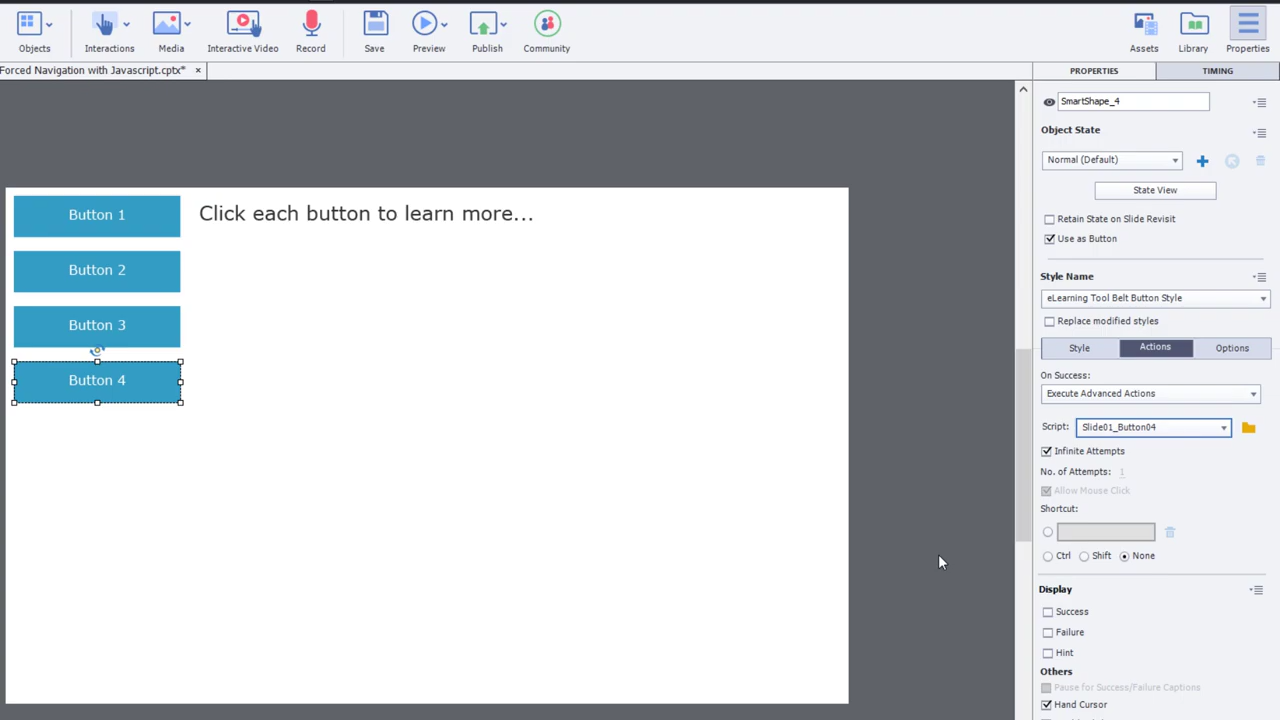 Objects Interactions Media Interactive Video Record Save Preview Publish Community Assets Library Properties
Forced Navigation with Javascript.cptx* ×
PROPERTIES TIMING
SmartShape_4
Object State
Normal (Default)
State View
Retain State on Slide Revisit
Use as Button
Style Name
eLearning Tool Belt Button Style
Replace modified styles
Style Actions Options
On Success:
Execute Advanced Actions
Script: Slide01_Button04
Infinite Attempts
No. of Attempts: 1
Allow Mouse Click
Shortcut:
Ctrl Shift None
Display
Success
Failure
Hint
Others
Pause for Success/Failure Captions
Hand Cursor
Button 1
Click each button to learn more...
Button 2
Button 3
Button 4